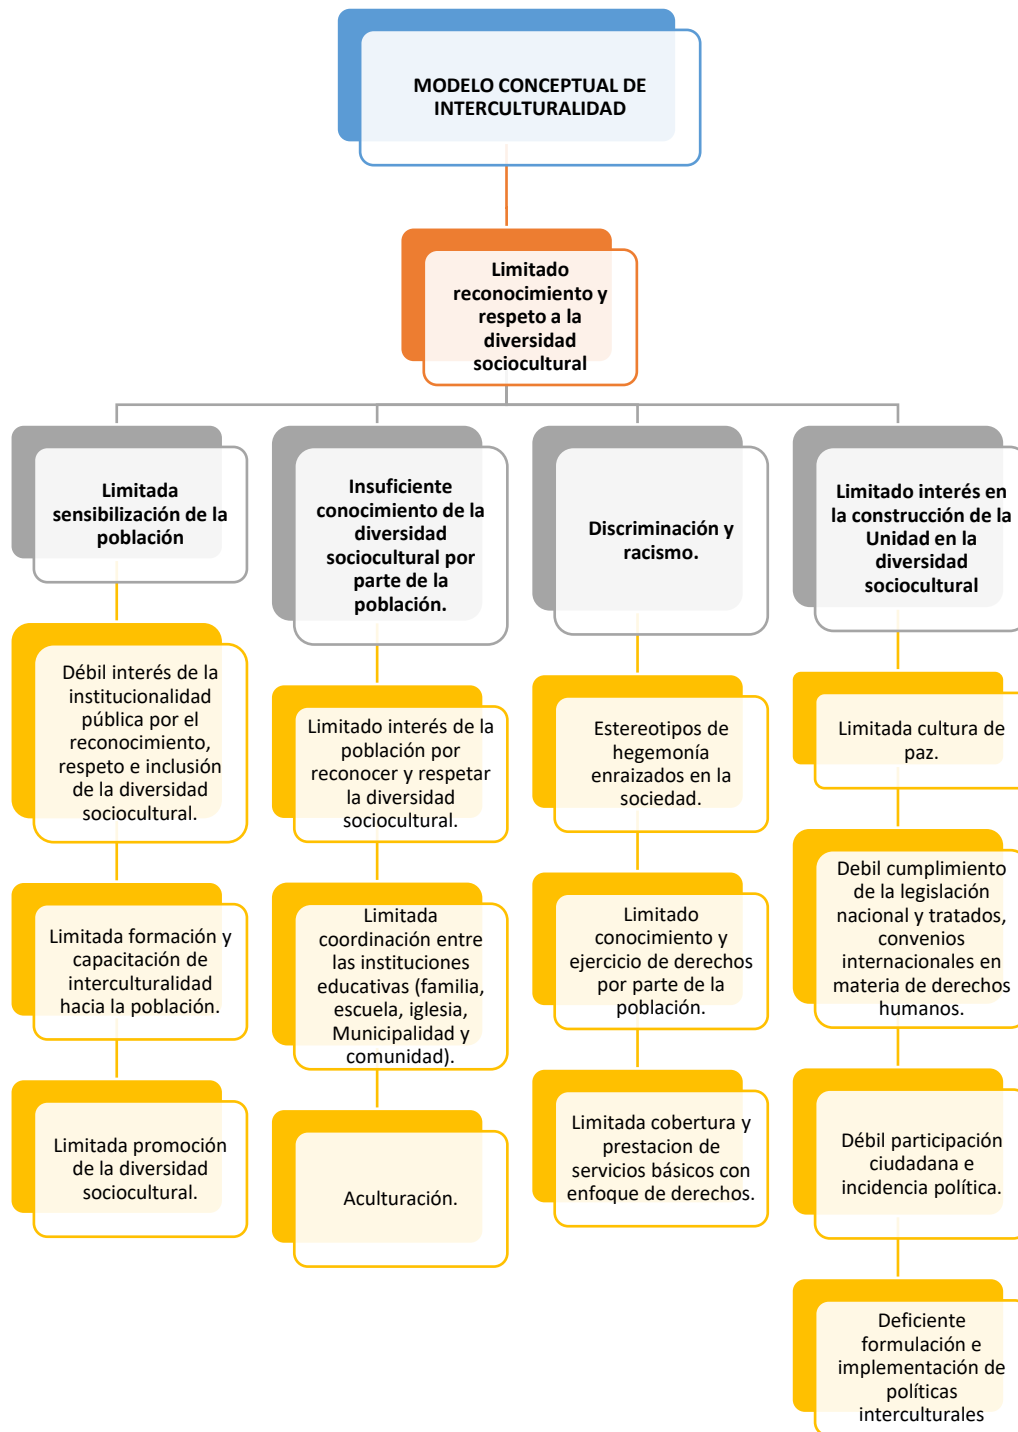 MODELO CONCEPTUAL DE
INTERCULTURALIDAD
Limitado
reconocimiento y
respeto a la
diversidad
sociocultural
Limitada
sensibilización de la
población
Débil interés de la
institucionalidad
pública por el
reconocimiento,
respeto e inclusión
de la diversidad
sociocultural.
Limitada formación y
capacitación de
interculturalidad
hacia la población.
Limitada promoción
de la diversidad
sociocultural.
Insuficiente
conocimiento de la
diversidad
sociocultural por
parte de la
población.
Limitado interés de la
población por
reconocer y respetar
la diversidad
sociocultural.
Limitada
coordinación entre
las instituciones
educativas (familia,
escuela, iglesia,
Municipalidad y
comunidad).
Aculturación.
Discriminación y
racismo.
Estereotipos de
hegemonía
enraizados en la
sociedad.
Limitado
conocimiento y
ejercicio de derechos
por parte de la
población.
Limitada cobertura y
prestacion de
servicios básicos con
enfoque de derechos.
Limitado interés en
la construcción de la
Unidad en la
diversidad
sociocultural
Limitada cultura de
paz.
Debil cumplimiento
de la legislación
nacional y tratados,
convenios
internacionales en
materia de derechos
humanos.
Débil participación
ciudadana e
incidencia política.
Deficiente
formulación e
implementación de
políticas
interculturales